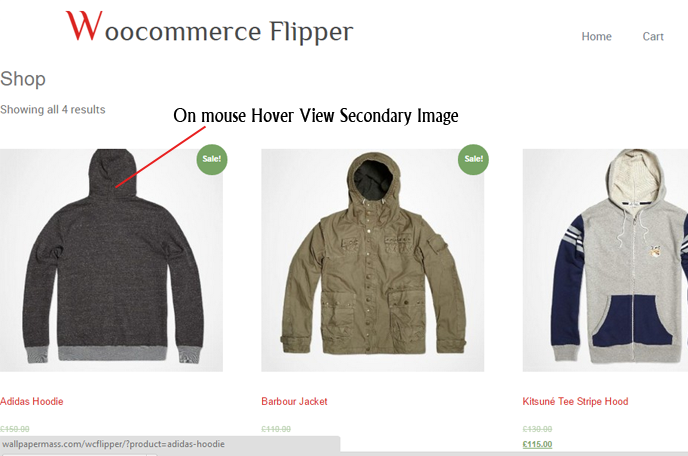 Woocommerce Flipper
Home Cart
Shop
Showing all 4 results
On mouse Hover View Secondary Image
Sale!
Sale!
Adidas Hoodie
Barbour Jacket
Kitsuné Tee Stripe Hood
£150.00
£110.00
£130.00
£115.00
wallpapermass.com/wcflipper/?product=adidas-hoodie